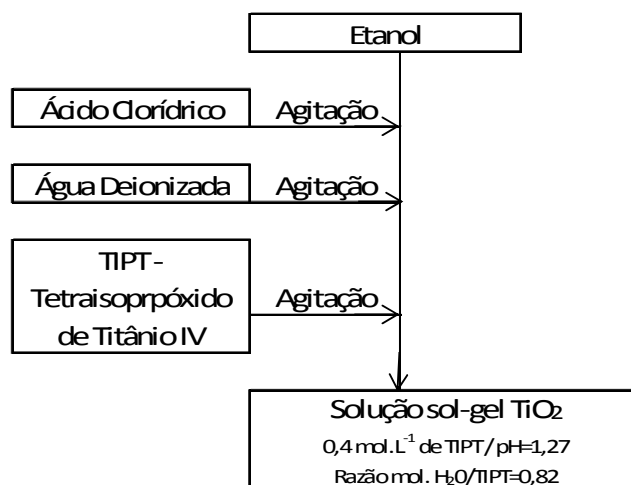 Etanol
Ácido Clorídrico
Agitação
Água Deionizada
Agitação
TIPT -
Tetraisoprpóxido
de Titânio IV
Agitação
Solução sol-gel TiO₂
0,4 mol.L⁻¹ de TIPT/pH=1,27
Razão mol. H₂0/TIPT=0,82